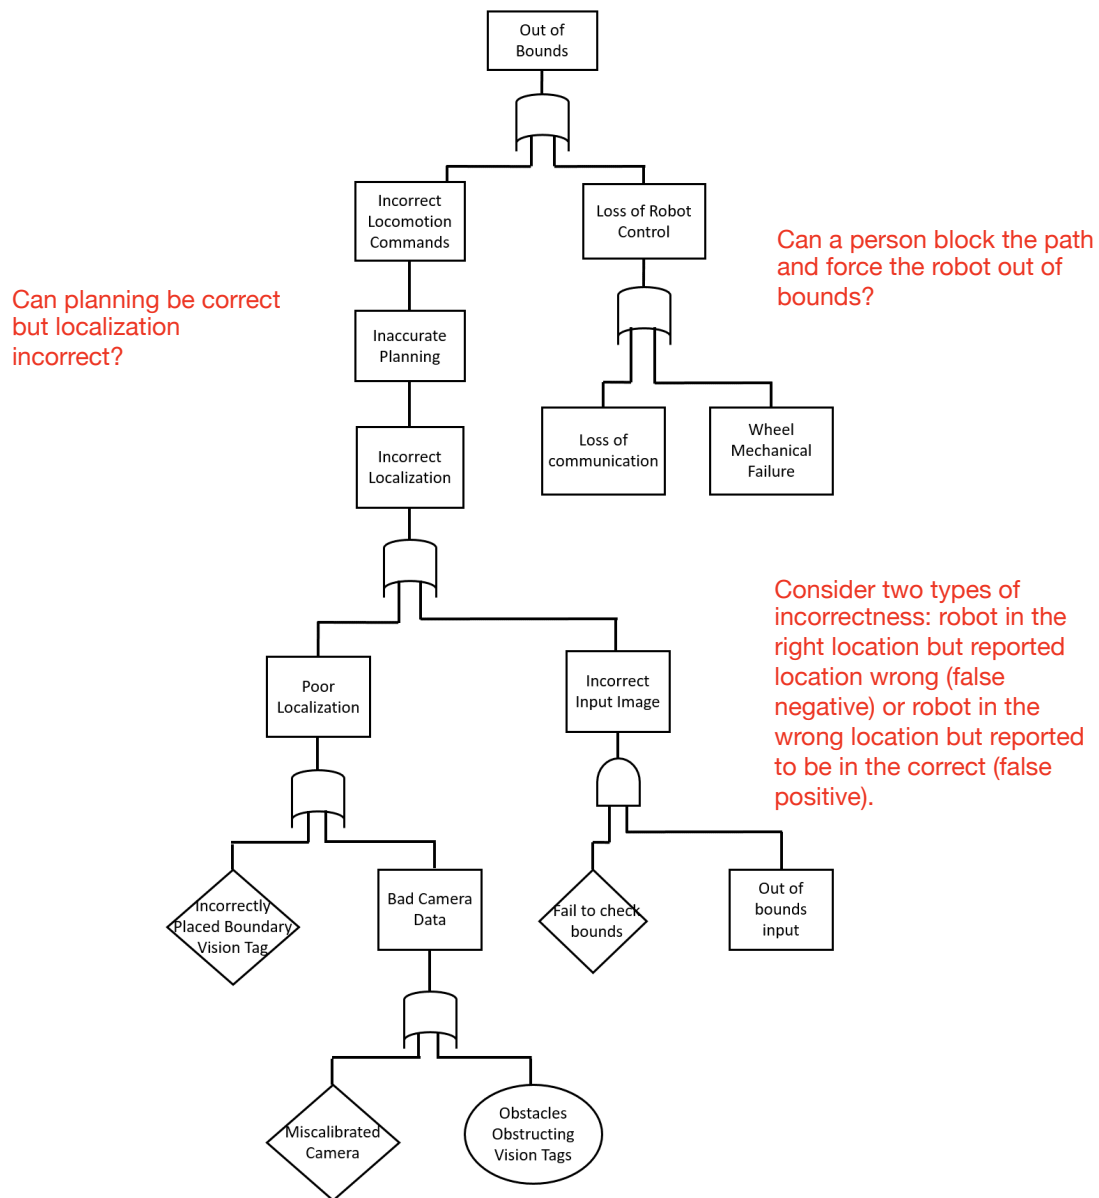 Out of
Bounds
Incorrect
Locomotion
Commands
Loss of Robot
Control
Can a person block the path
and force the robot out of
bounds?
Can planning be correct
but localization
incorrect?
Inaccurate
Planning
Loss of
communication
Wheel
Mechanical
Failure
Incorrect
Localization
Consider two types of
incorrectness: robot in the
right location but reported
location wrong (false
negative) or robot in the
wrong location but reported
to be in the correct (false
positive).
Poor
Localization
Incorrect
Input Image
Incorrectly
Placed Boundary
Vision Tag
Bad Camera
Data
Fail to check
bounds
Out of
bounds
input
Miscalibrated
Camera
Obstacles
Obstructing
Vision Tags